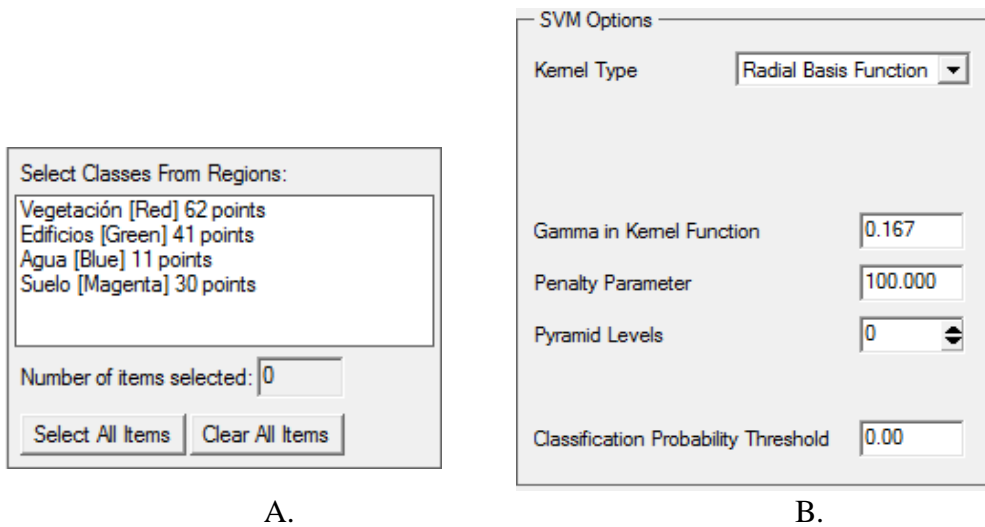 Select Classes From Regions:
Vegetación [Red] 62 points
Edificios [Green] 41 points
Agua [Blue] 11 points
Suelo [Magenta] 30 points
Number of items selected: 0
Select All Items Clear All Items
A.
SVM Options
Kernel Type Radial Basis Function
Gamma in Kernel Function 0.167
Penalty Parameter 100.000
Pyramid Levels 0
Classification Probability Threshold 0.00
B.